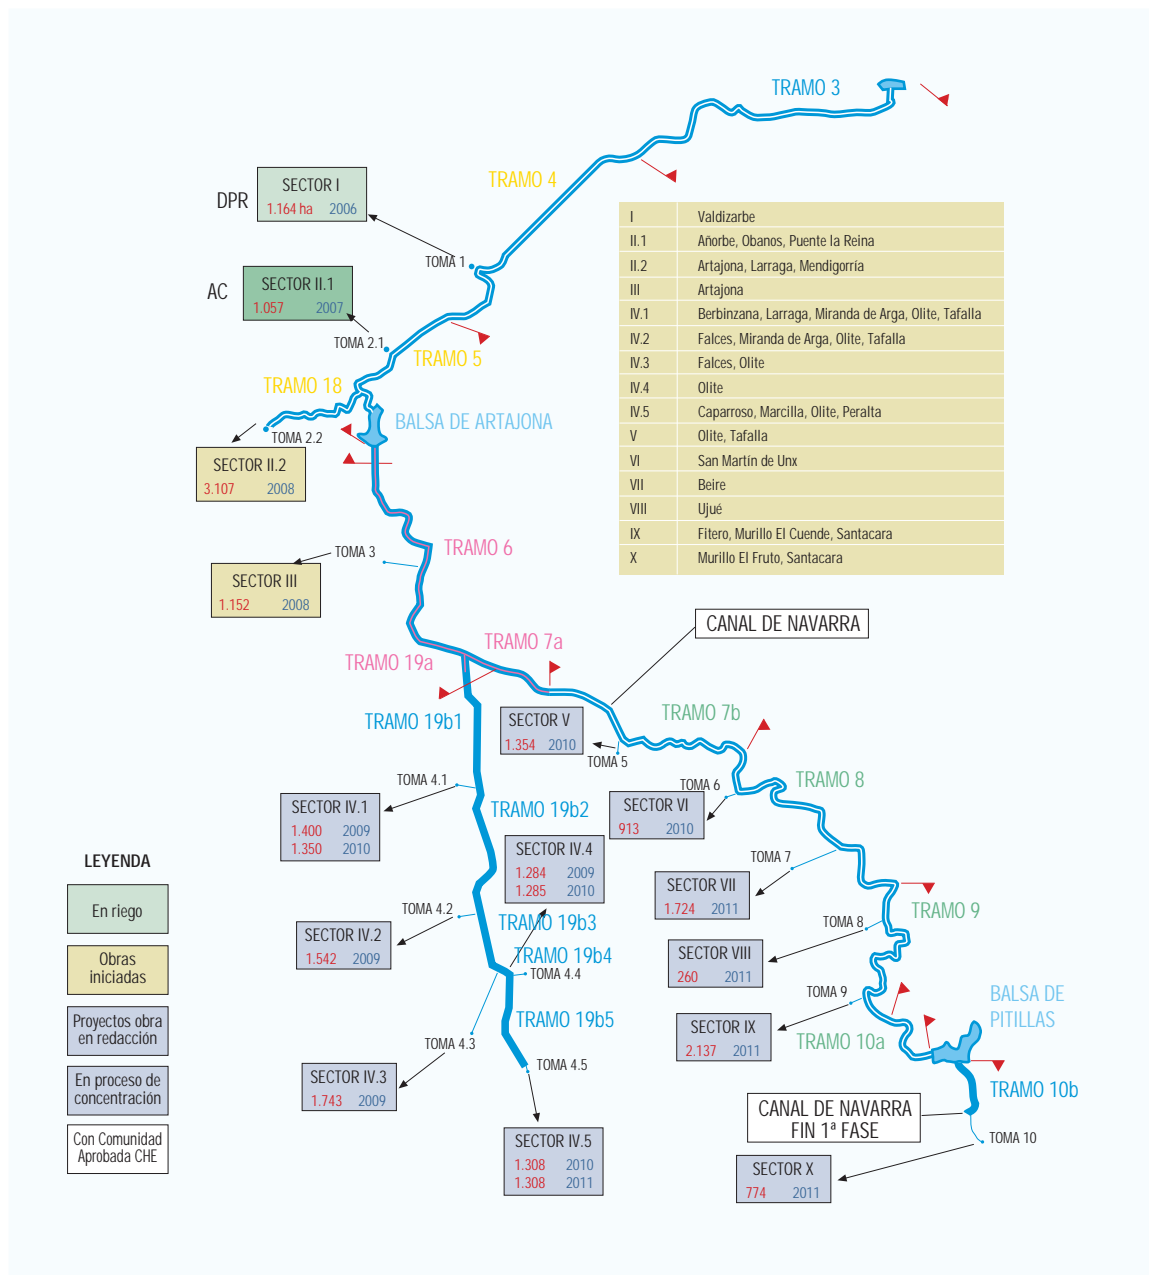 TRAMO 3
TRAMO 4
SECTOR I
1.164 ha 2006
DPR
TOMA 1
SECTOR II.1
1.057 2007
AC
TOMA 2.1
TRAMO 5
TRAMO 18
BALSA DE ARTAJONA
TOMA 2.2
SECTOR II.2
3.107 2008
I Valdizarbe
II.1 Añorbe, Obanos, Puente la Reina
II.2 Artajona, Larraga, Mendigorría
III Artajona
IV.1 Berbinzana, Larraga, Miranda de Arga, Olite, Tafalla
IV.2 Falces, Miranda de Arga, Olite, Tafalla
IV.3 Falces, Olite
IV.4 Olite
IV.5 Caparroso, Marcilla, Olite, Peralta
V Olite, Tafalla
VI San Martín de Unx
VII Beire
VIII Ujué
IX Fitero, Murillo El Cuende, Santacara
X Murillo El Fruto, Santacara
TRAMO 6
TOMA 3
SECTOR III
1.152 2008
CANAL DE NAVARRA
TRAMO 7a
TRAMO 19a
TRAMO 19b1
SECTOR V
1.354 2010
TOMA 5
TRAMO 7b
TOMA 4.1
SECTOR IV.1
1.400 2009
1.350 2010
TRAMO 19b2
TOMA 6
SECTOR VI
913 2010
TRAMO 8
SECTOR IV.4
1.284 2009
1.285 2010
TOMA 7
SECTOR VII
1.724 2011
TRAMO 9
TOMA 4.2
SECTOR IV.2
1.542 2009
TRAMO 19b3
TRAMO 19b4
TOMA 4.4
TOMA 8
SECTOR VIII
260 2011
TOMA 9
SECTOR IX
2.137 2011
TRAMO 10a
BALSA DE
PITILLAS
TRAMO 19b5
TOMA 4.3
SECTOR IV.3
1.743 2009
TOMA 4.5
SECTOR IV.5
1.308 2010
1.308 2011
TRAMO 10b
CANAL DE NAVARRA
FIN 1ª FASE
TOMA 10
SECTOR X
774 2011
LEYENDA
En riego
Obras
iniciadas
Proyectos obra
en redacción
En proceso de
concentración
Con Comunidad
Aprobada CHE